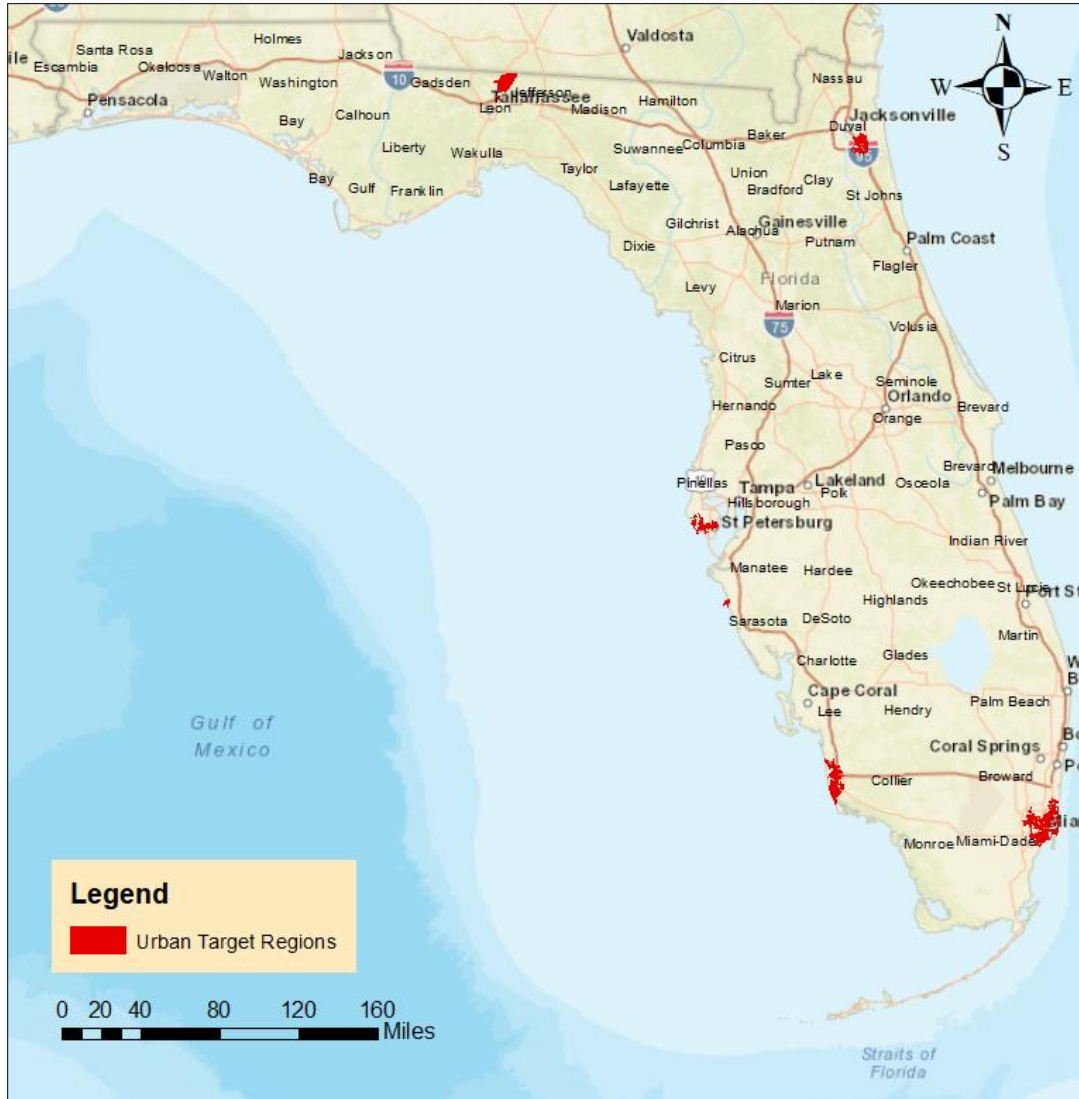 Valdosta
N
W
E
S
Holmes
Santa Rosa
Jackson
Nassau
ile
Escambia
Okaloosa
Walton
Washington
10
Gadsden
Jefferson
Tallahassee
Hamilton
Pensacola
Leon
Madison
Jacksonville
Duval
Bay
Calhoun
Baker
95
Columbia
Liberty
Wakulla
Suwannee
Taylor
Union
Clay
Bay
Gulf
Franklin
Lafayette
Bradford
St Johns
Gilchrist
Gainesville
Alachua
Putnam
Palm Coast
Dixie
Flagler
Florida
Levy
Marion
75
Volusia
Citrus
Lake
Sumter
Seminole
Orlando
Hernando
Brevard
Orange
Pasco
Brevard
Melbourne
Pinellas
Tampa
Lakeland
Osceola
Hillsborough
Polk
Palm Bay
St Petersburg
Indian River
Manatee
Hardee
Okeechobee
St Lucie
Port St
Highlands
Sarasota
DeSoto
Martin
Charlotte
Glades
W
B
Cape Coral
Lee
Hendry
Palm Beach
Gulf of
Mexico
Coral Springs
Bo
Po
Collier
Broward
Mia
Monroe
Miami-Dade
Legend
Urban Target Regions
0 20 40 80 120 160
Miles
Straits of
Florida